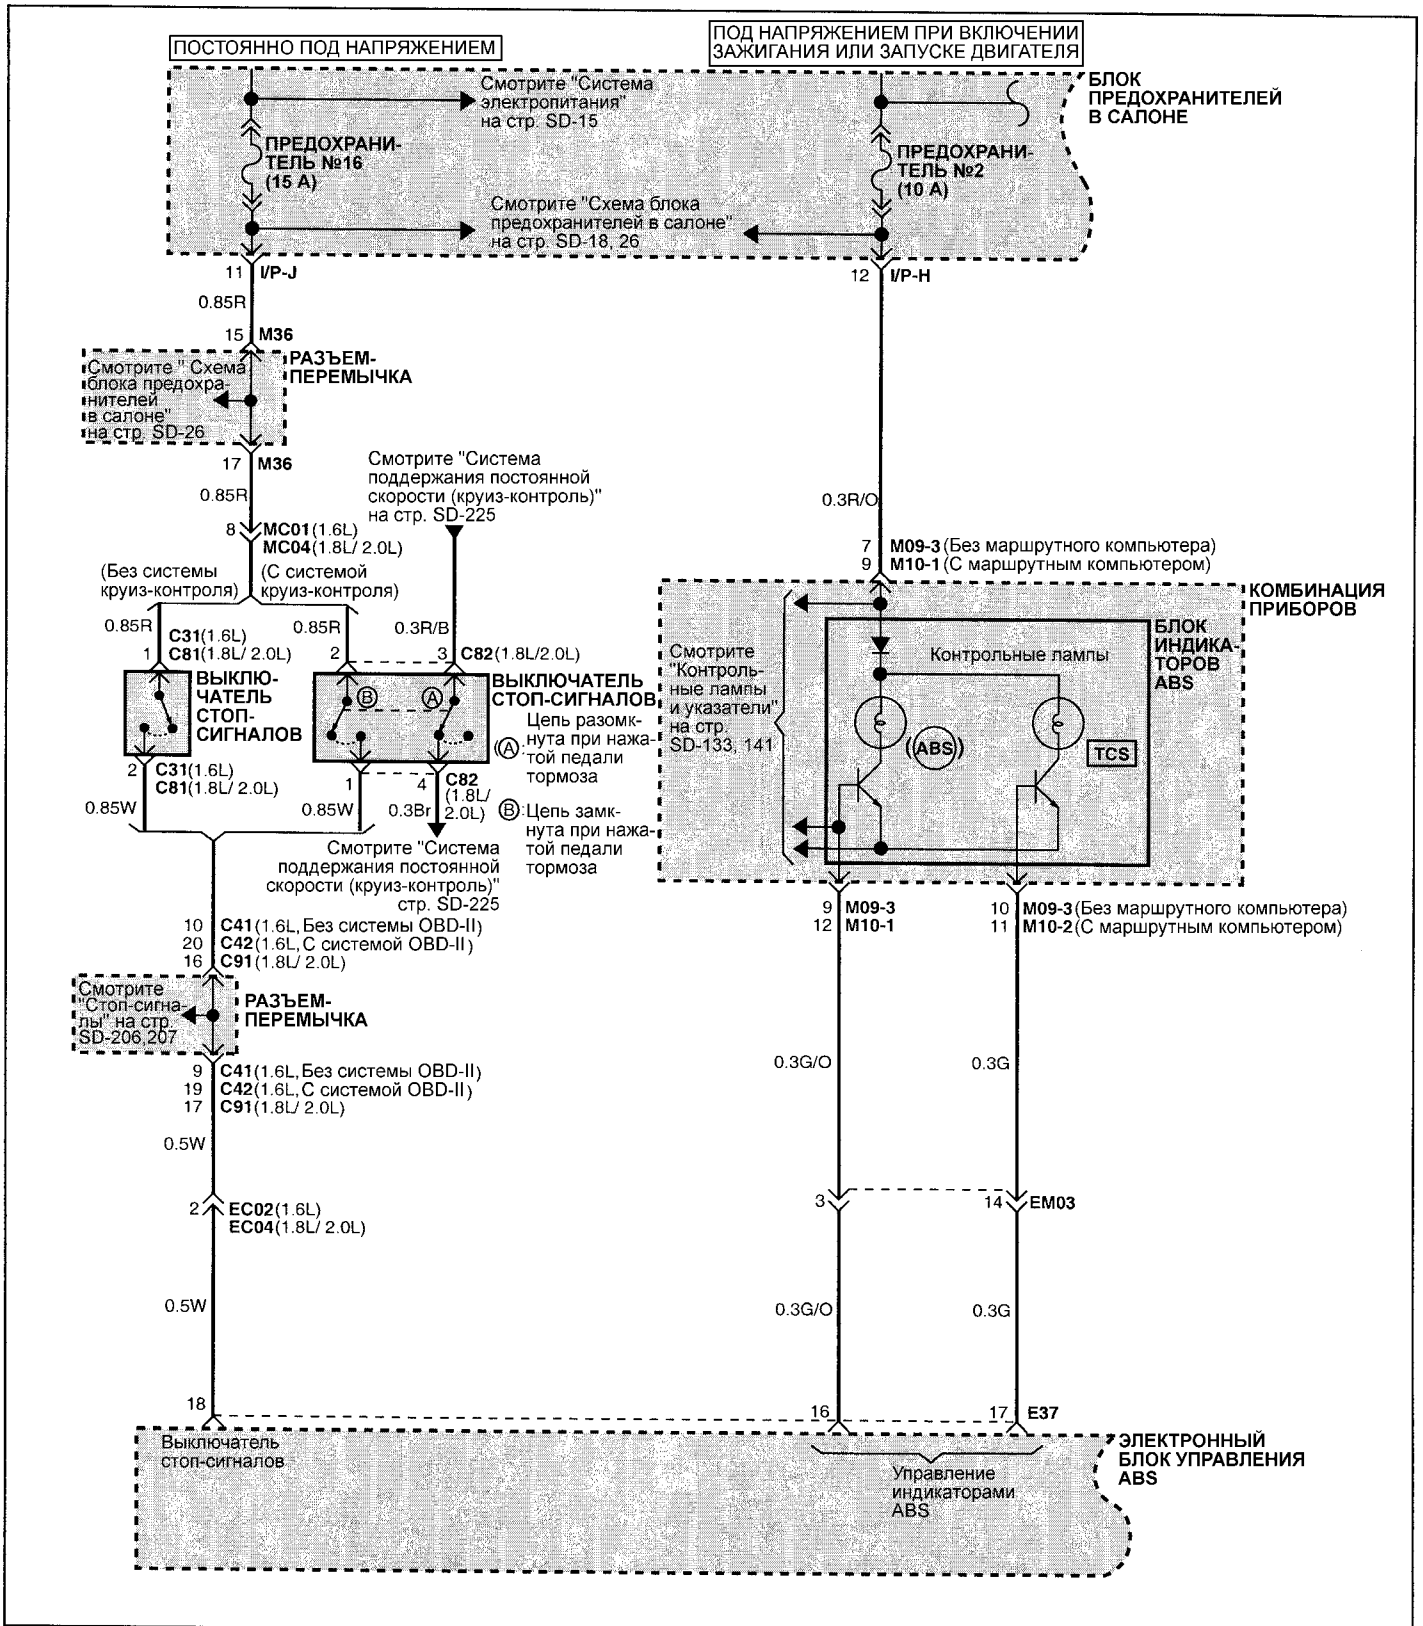 ПОСТОЯННО ПОД НАПРЯЖЕНИЕМ
ПОД НАПРЯЖЕНИЕМ ПРИ ВКЛЮЧЕНИИ
ЗАЖИГАНИЯ ИЛИ ЗАПУСКЕ ДВИГАТЕЛЯ
Смотрите "Система
электропитания"
на стр. SD-15
БЛОК
ПРЕДОХРАНИТЕЛЕЙ
В САЛОНЕ
ПРЕДОХРАНИ-
ТЕЛЬ №16
(15 А)
ПРЕДОХРАНИ-
ТЕЛЬ №2
(10 А)
Смотрите "Схема блока
предохранителей в салоне"
на стр. SD-18, 26
11 I/P-J
12 I/P-H
0.85R
15 M36
РАЗЪЕМ-
ПЕРЕМЫЧКА
Смотрите " Схема
блока предохра-
нителей
в салоне"
на стр. SD-26
17 M36
0.85R
Смотрите "Система
поддержания постоянной
скорости (круиз-контроль)"
на стр. SD-225
0.3R/O
8 MC01(1.6L)
MC04(1.8L/ 2.0L)
7 M09-3 (Без маршрутного компьютера)
9 M10-1 (С маршрутным компьютером)
(Без системы
круиз-контроля)
(С системой
круиз-контроля)
0.85R
C31(1.6L)
1 C81(1.8L/ 2.0L)
0.85R
2
0.3R/B
3 C82(1.8L/2.0L)
ВЫКЛЮ-
ЧАТЕЛЬ
СТОП-
СИГНАЛОВ
B
A
ВЫКЛЮЧАТЕЛЬ
СТОП-СИГНАЛОВ
A:Цепь разомк-
нута при нажа-
той педали
тормоза
B:Цепь замк-
нута при нажа-
той педали
тормоза
2 C31(1.6L)
C81(1.8L/ 2.0L)
0.85W
1
0.85W
4 C82
(1.8L/
2.0L)
0.3Br
Смотрите "Система
поддержания постоянной
скорости (круиз-контроль)"
стр. SD-225
КОМБИНАЦИЯ
ПРИБОРОВ
БЛОК
ИНДИКА-
ТОРОВ
ABS
Контрольные лампы
Смотрите
"Контроль-
ные лампы
и указатели"
на стр.
SD-133, 141
(ABS)
TCS
9 M09-3
12 M10-1
10 M09-3(Без маршрутного компьютера)
11 M10-2(С маршрутным компьютером)
10 C41(1.6L, Без системы OBD-II)
20 C42(1.6L, С системой OBD-II)
16 C91(1.8L/ 2.0L)
Смотрите
"Стоп-сигна-
лы" на стр.
SD-206,207
РАЗЪЕМ-
ПЕРЕМЫЧКА
9 C41(1.6L, Без системы OBD-II)
19 C42(1.6L, С системой OBD-II)
17 C91(1.8L/ 2.0L)
0.3G/O
0.3G
0.5W
2 EC02(1.6L)
EC04(1.8L/ 2.0L)
3
14 EM03
0.5W
0.3G/O
0.3G
18
16
17 E37
Выключатель
стоп-сигналов
Управление
индикаторами
ABS
ЭЛЕКТРОННЫЙ
БЛОК УПРАВЛЕНИЯ
ABS